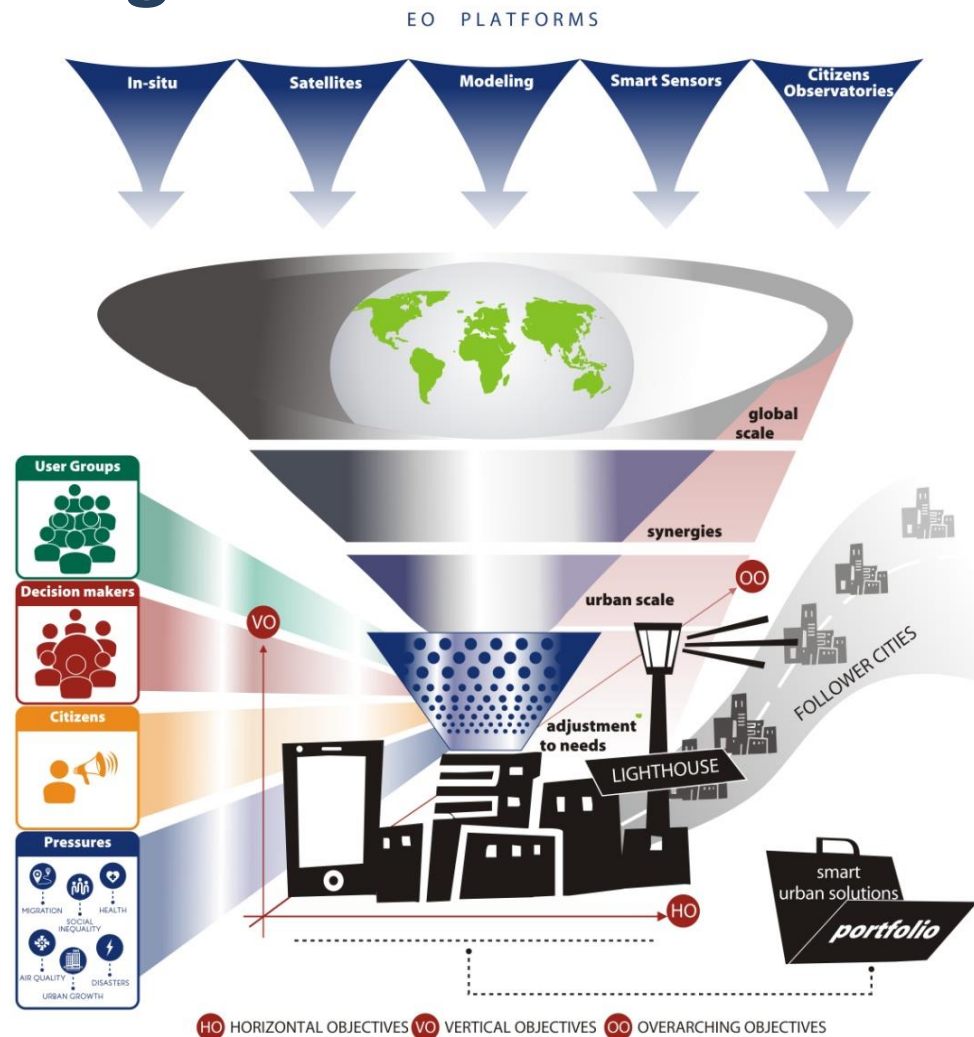 EO PLATFORMS
In-situ
Satellites
Modeling
Smart Sensors
Citizens
Observatories
global
scale
synergies
urban scale
adjustment
to needs
User Groups
Decision makers
Citizens
Pressures
MIGRATION
SOCIAL
INEQUALITY
HEALTH
AIR QUALITY
URBAN GROWTH
DISASTERS
VO
OO
HO
LIGHTHOUSE
FOLLOWER CITIES
smart
urban solutions
portfolio
HO HORIZONTAL OBJECTIVES VO VERTICAL OBJECTIVES OO OVERARCHING OBJECTIVES